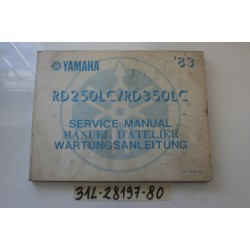 YAMAHA
'83
RD250LC/RD350LC
SERVICE MANUAL
MANUEL D'ATELIER
WARTUNGSANLEITUNG
31L-28197-80